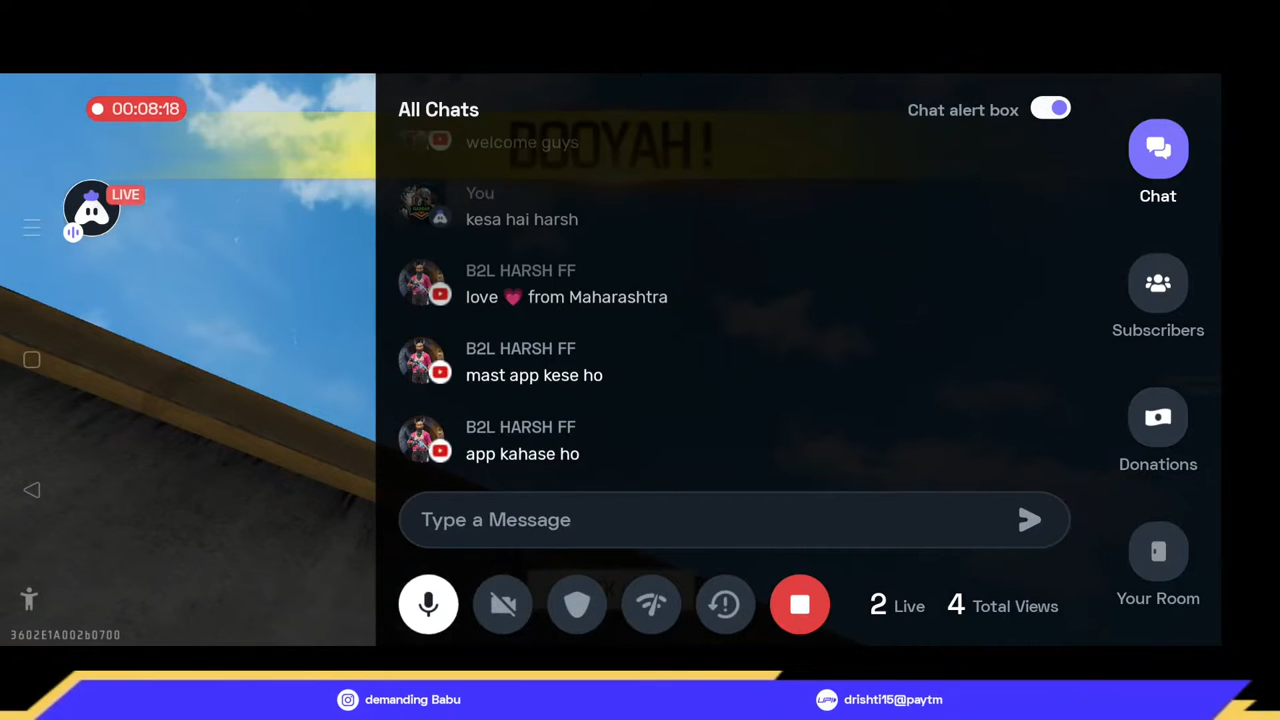 00:08:18
All Chats
Chat alert box
BOOYAH!
welcome guys
LIVE
You
kesa hai harsh
Chat
B2L HARSH FF
love 💗 from Maharashtra
Subscribers
B2L HARSH FF
mast app kese ho
B2L HARSH FF
app kahase ho
Donations
Type a Message
2 Live 4 Total Views
Your Room
3602E1A002b0700
demanding Babu
UPI drishti15@paytm